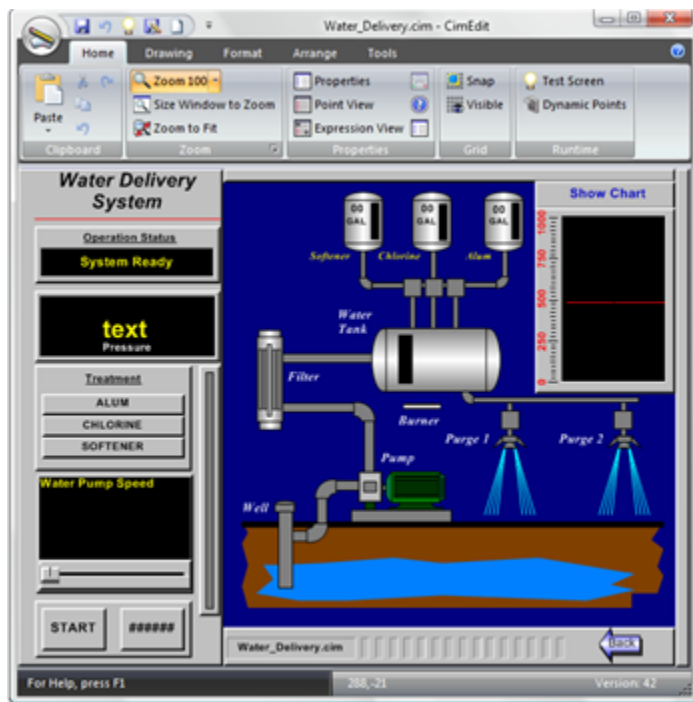 Water_Delivery.cim - CimEdit
Home Drawing Format Arrange Tools
Paste
Clipboard
Zoom 100
Size Window to Zoom
Zoom to Fit
Zoom
Properties
Point View
Expression View
Properties
Snap
Visible
Grid
Test Screen
Dynamic Points
Runtime
Water Delivery
System
Operation Status
System Ready
text
Pressure
Treatment
ALUM
CHLORINE
SOFTENER
Water Pump Speed
START ######
00 00 00
GAL GAL GAL
Softener Chlorine Alum
Water
Tank
Filter
Burner
Purge 1 Purge 2
Pump
Well
Show Chart
1000
750
500
250
0
Water_Delivery.cim
Back
For Help, press F1 288,-21 Version: 42